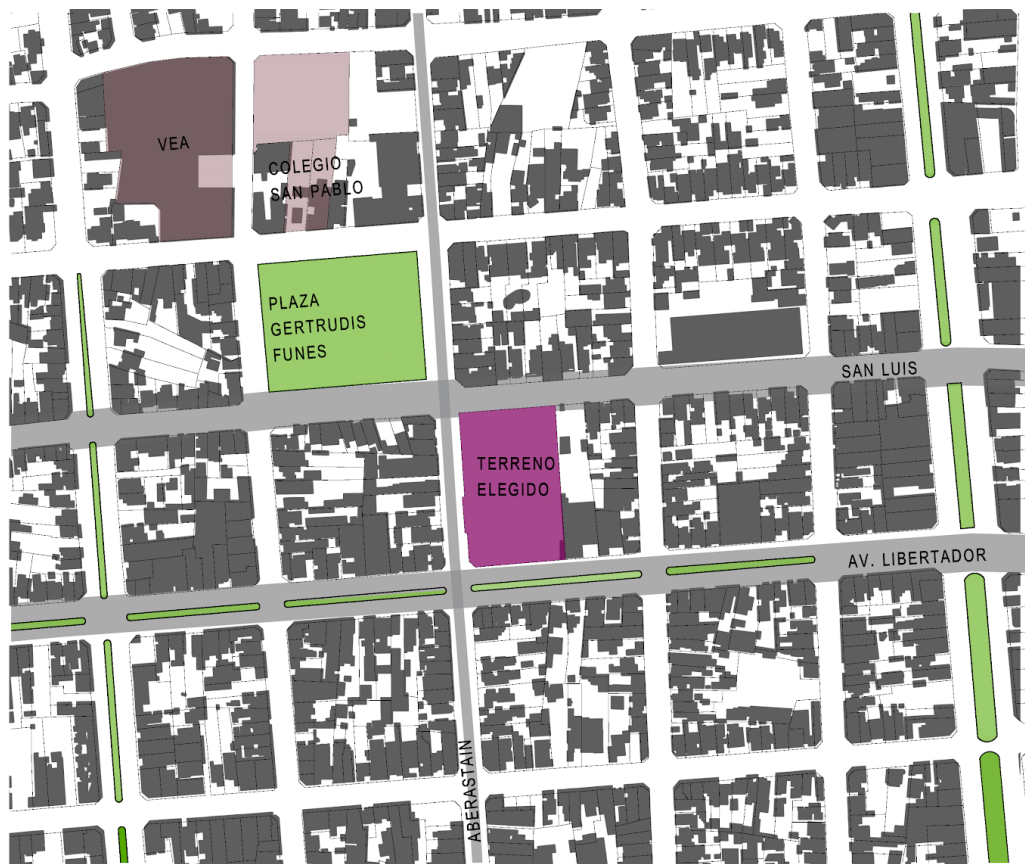 VEA
COLEGIO
SAN PABLO
PLAZA
GERTRUDIS
FUNES
SAN LUIS
TERRENO
ELEGIDO
AV. LIBERTADOR
ABERASTAIN